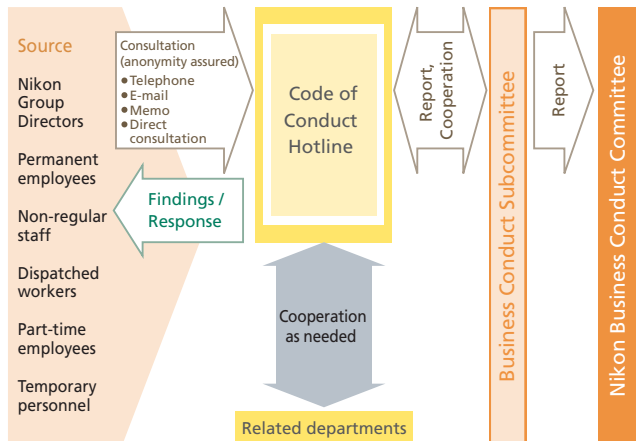 Source
Nikon
Group
Directors
Permanent
employees
Non-regular
staff
Dispatched
workers
Part-time
employees
Temporary
personnel
Consultation
(anonymity assured)
● Telephone
● E-mail
● Memo
● Direct
consultation
Findings /
Response
Code of
Conduct
Hotline
Cooperation
as needed
Related departments
Report,
Cooperation
Business Conduct Subcommittee
Report
Nikon Business Conduct Committee